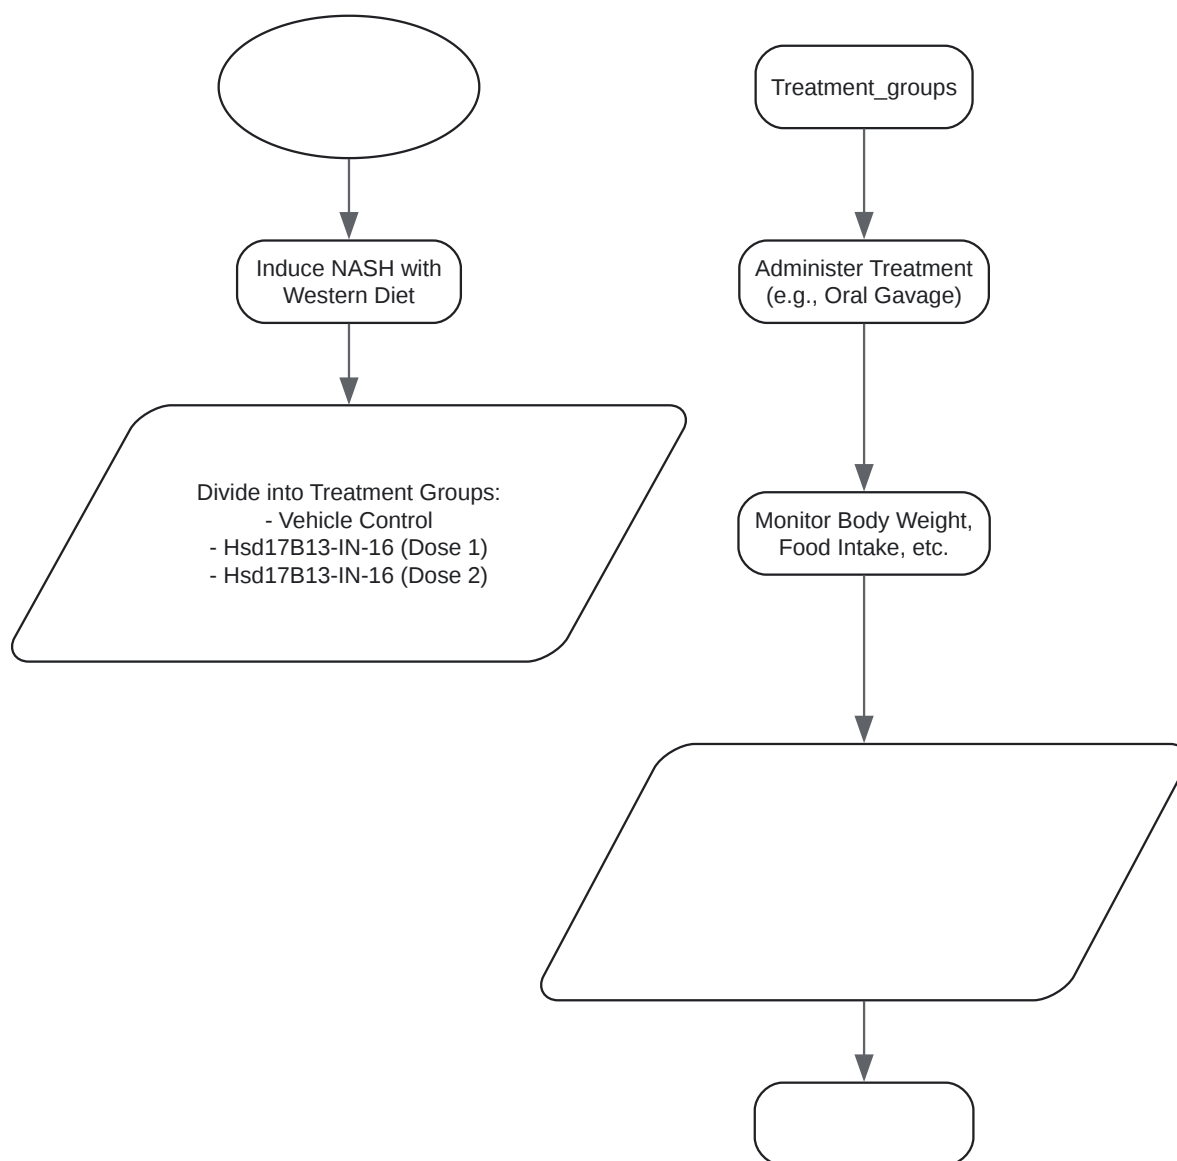 Treatment_groups
Induce NASH with
Western Diet
Administer Treatment
(e.g., Oral Gavage)
Divide into Treatment Groups:
- Vehicle Control
- Hsd17B13-IN-16 (Dose 1)
- Hsd17B13-IN-16 (Dose 2)
Monitor Body Weight,
Food Intake, etc.